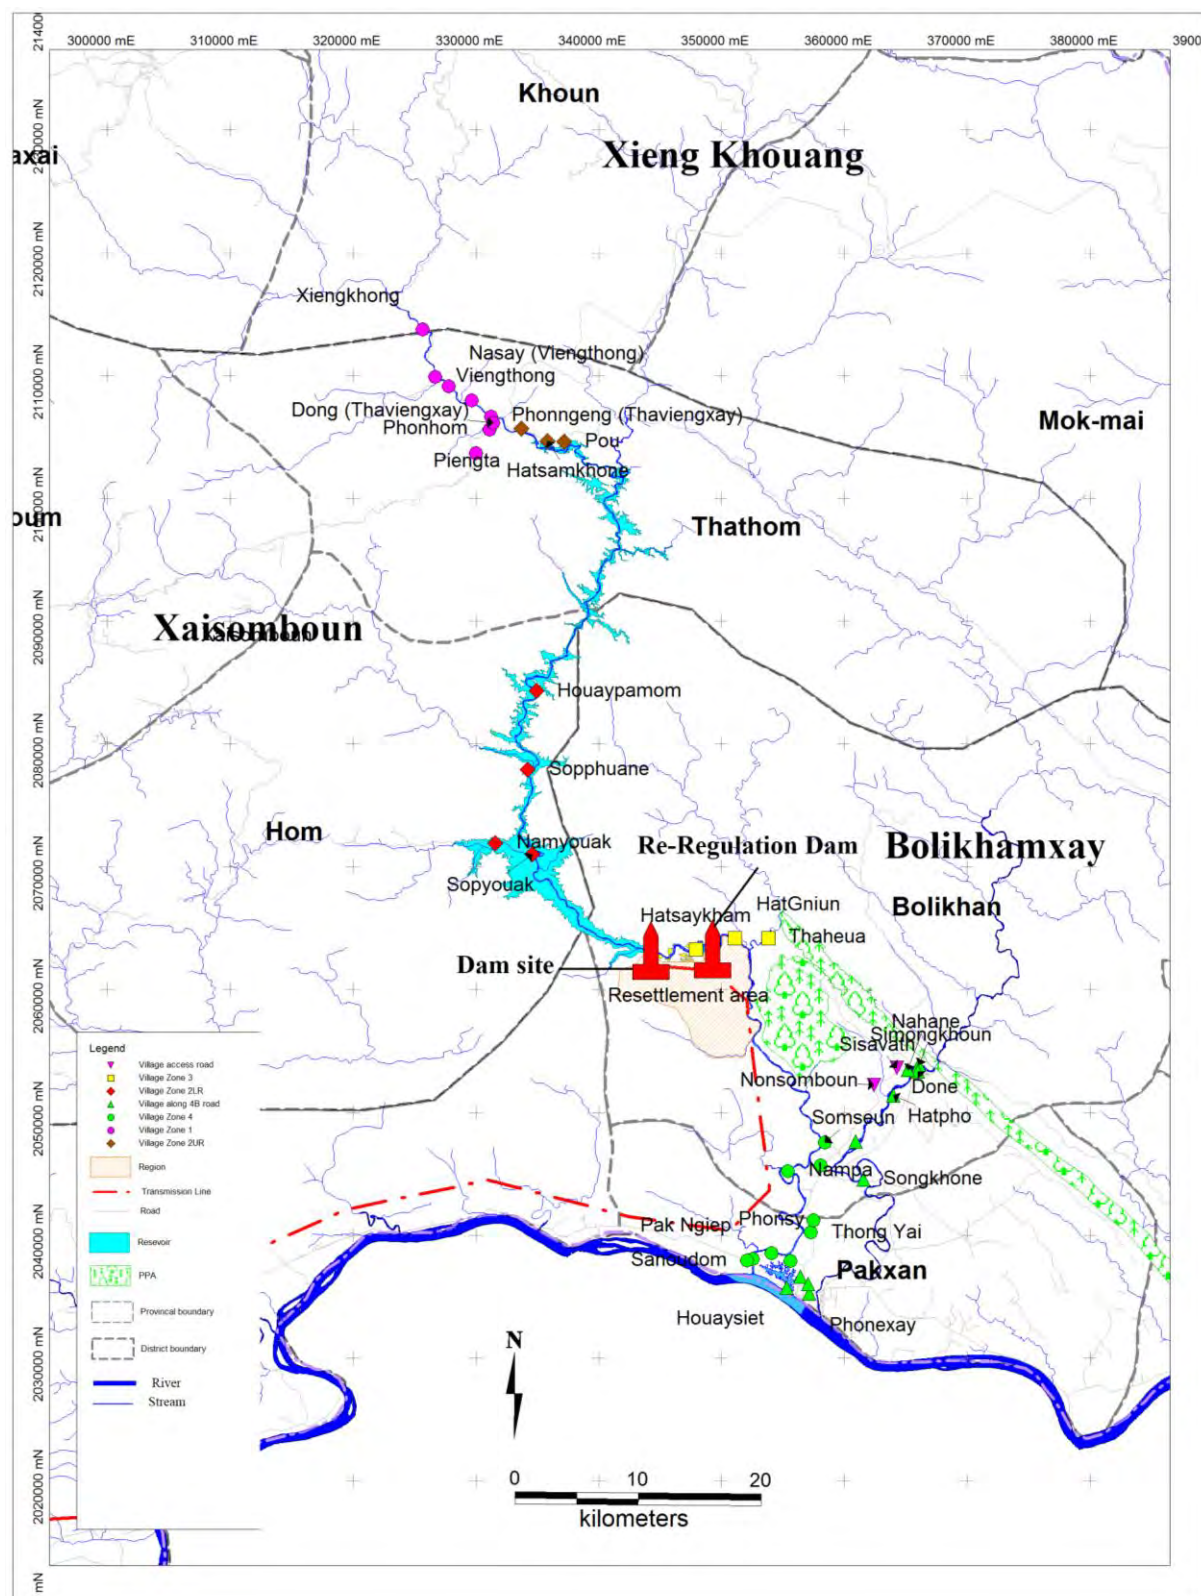 300000 mE 310000 mE 320000 mE 330000 mE 340000 mE 350000 mE 360000 mE 370000 mE 380000 mE 3900
21400
2120000 mN
2110000 mN
2090000 mN
2080000 mN
2070000 mN
2060000 mN
2050000 mN
2040000 mN
2030000 mN
2020000 mN
mN
Khoun
Xieng Khouang
axai
Xiengkhong
Nasay (Viengthong)
Viengthong
Dong (Thaviengxay)
Phonngeng (Thaviengxay)
Phonhom
Pou
Piengta
Hatsamkhone
Mok-mai
oum
Thathom
Xaisomboun
Xaisomboun
Houaypamom
Sopphuane
Hom
Namyouak
Re-Regulation Dam
Bolikhamxay
Sopyouak
Bolikhan
HatGniun
Hatsaykham
Thaheua
Dam site
Resettlement area
Nahane
Simongkhoun
Sisavath
Nonsomboun
Done
Hatpho
Somseun
Nampa
Songkhone
Pak Ngiep
Phonsy
Thong Yai
Sanoudom
Pakxan
Houaysiet
Phonexay
Legend
Village access road
Village Zone 3
Village Zone 2LR
Village along 4B road
Village Zone 4
Village Zone 1
Village Zone 2UR
Region
Transmission Line
Road
Resevoir
PPA
Provincal boundary
District boundary
River
Stream
N
0 10 20
kilometers